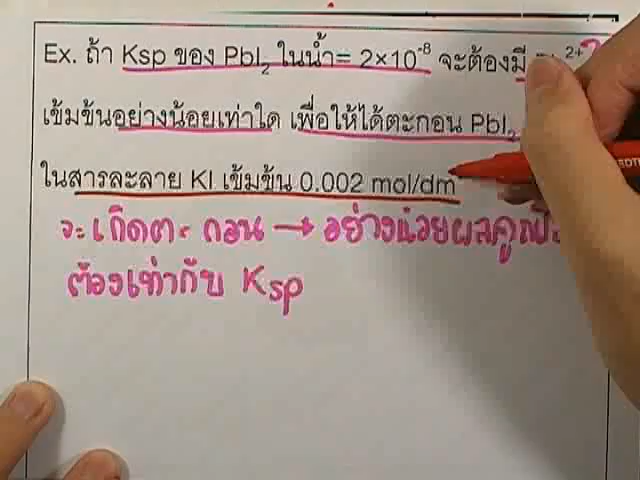 Ex. ถ้า Ksp ของ PbI₂ ในน้ำ= 2×10⁻⁸ จะต้องมี 2+
เข้มข้นอย่างน้อยเท่าใด เพื่อให้ได้ตะกอน PbI₂
ในสารละลาย KI เข้มข้น 0.002 mol/dm
จะเกิดตะกอน → อย่างน้อยผลคูณ
ต้องเท่ากับ Ksp